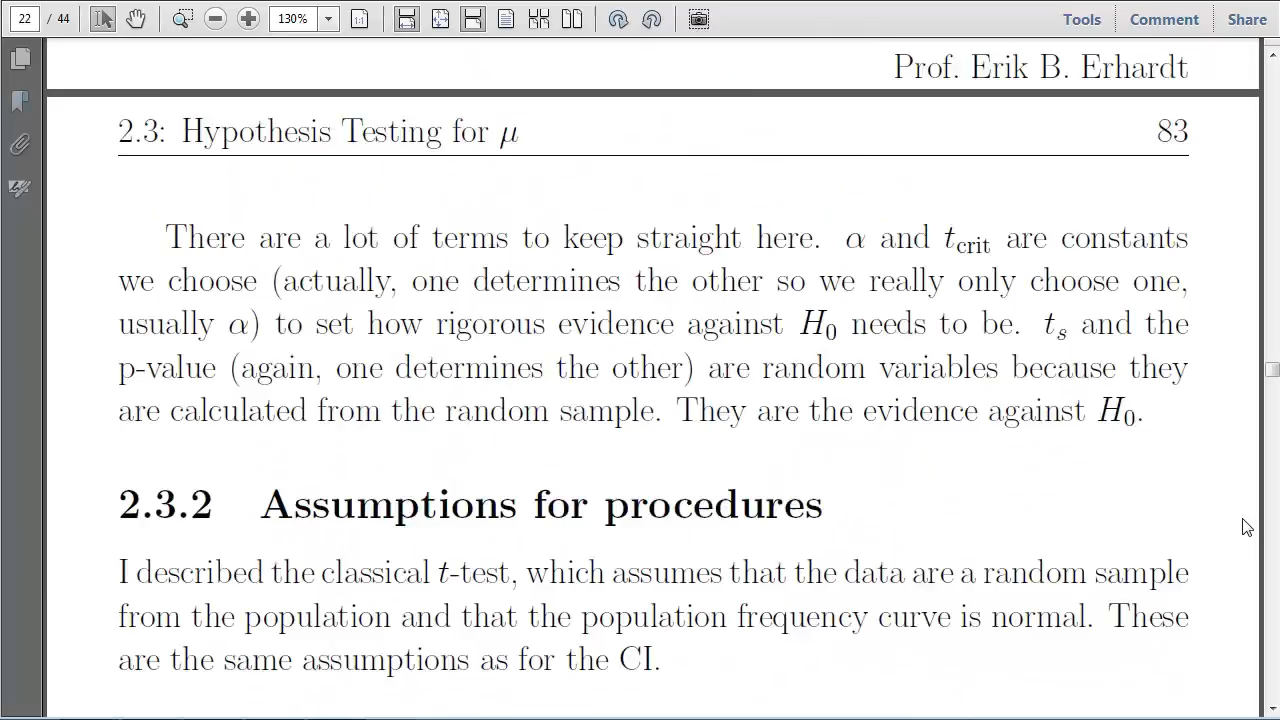 22 / 44 130% Tools Comment Share
Prof. Erik B. Erhardt
2.3: Hypothesis Testing for μ 83
There are a lot of terms to keep straight here. α and t_crit are constants
we choose (actually, one determines the other so we really only choose one,
usually α) to set how rigorous evidence against H₀ needs to be. t_s and the
p-value (again, one determines the other) are random variables because they
are calculated from the random sample. They are the evidence against H₀.
2.3.2 Assumptions for procedures
I described the classical t-test, which assumes that the data are a random sample
from the population and that the population frequency curve is normal. These
are the same assumptions as for the CI.